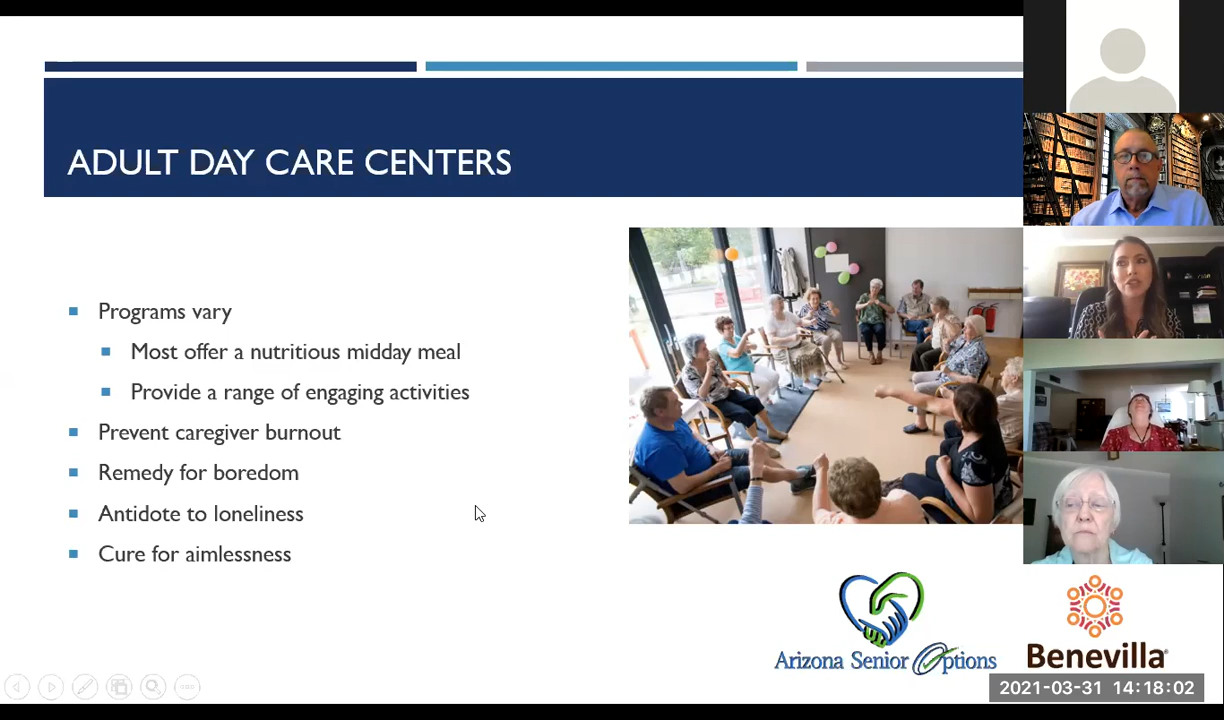 ADULT DAY CARE CENTERS
Programs vary
Most offer a nutritious midday meal
Provide a range of engaging activities
Prevent caregiver burnout
Remedy for boredom
Antidote to loneliness
Cure for aimlessness
Arizona Senior Options
Benevilla
2021-03-31 14:18:02